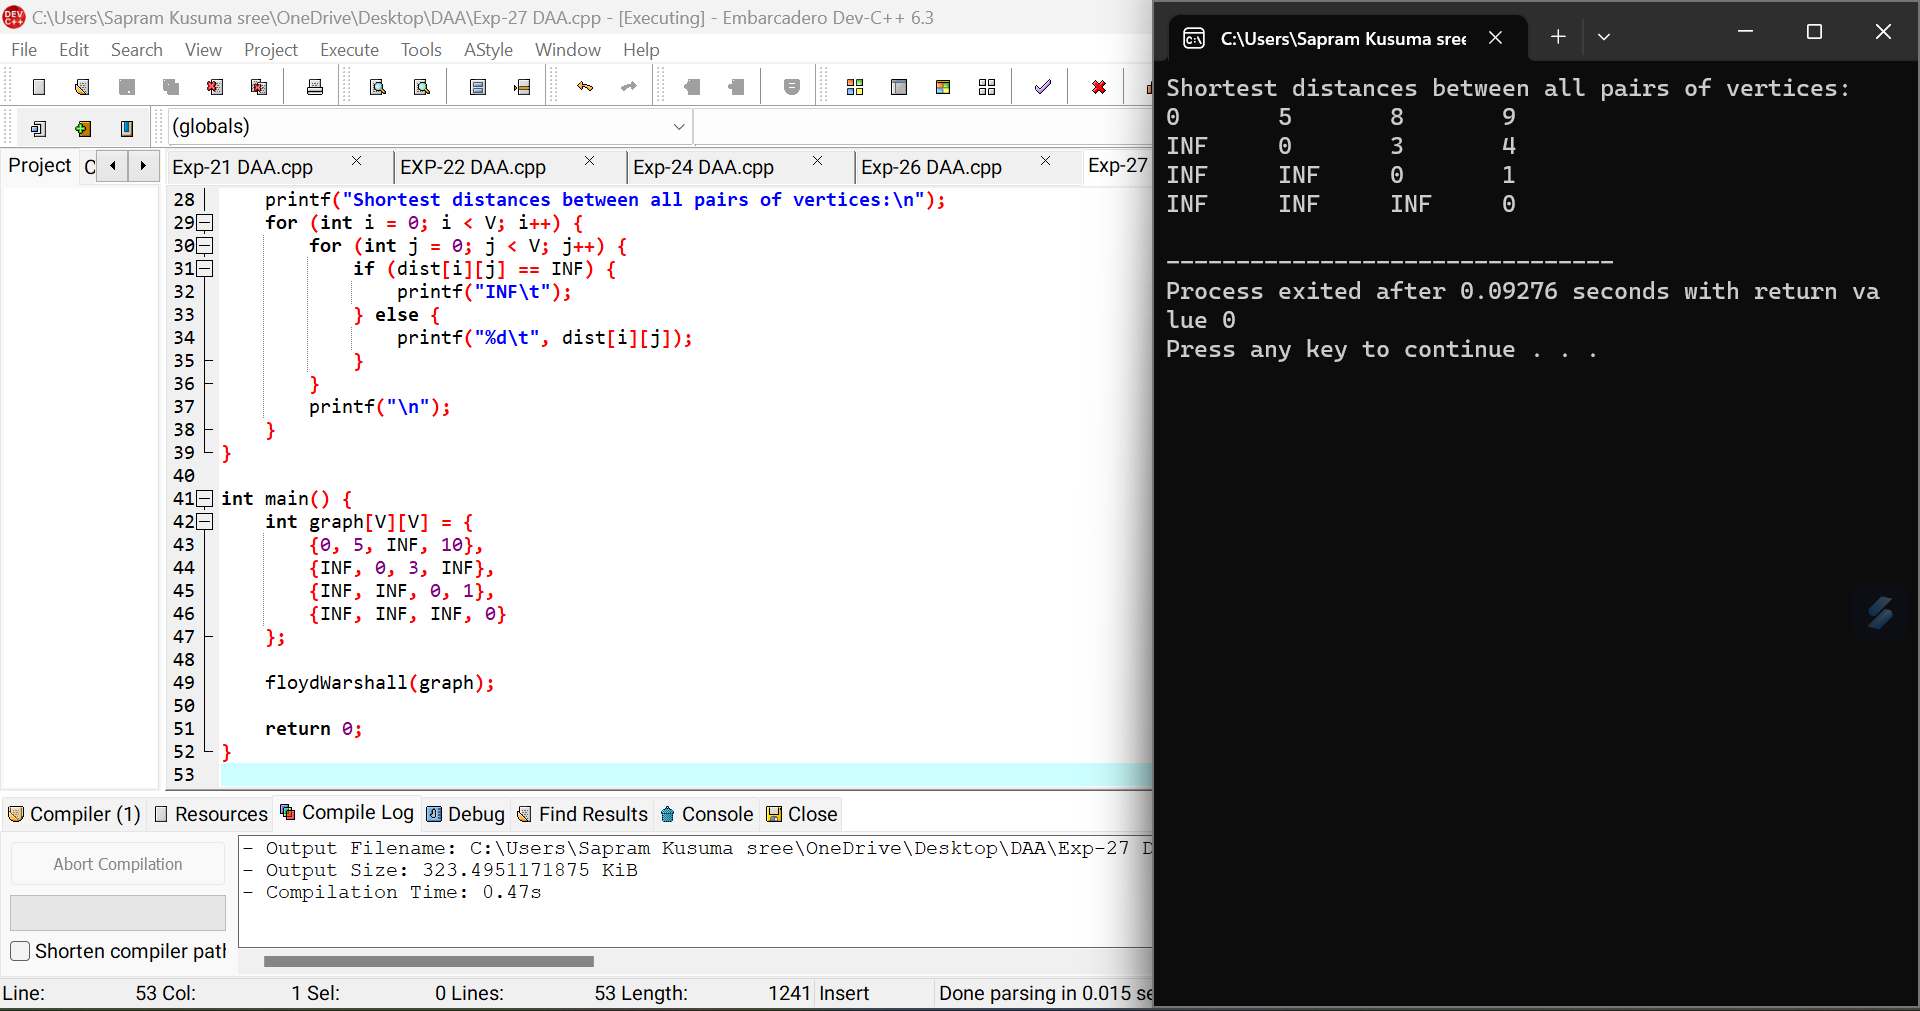 C:\Users\Sapram Kusuma sree\OneDrive\Desktop\DAA\Exp-27 DAA.cpp - [Executing] - Embarcadero Dev-C++ 6.3
File Edit Search View Project Execute Tools AStyle Window Help
(globals)
Project
Exp-21 DAA.cpp EXP-22 DAA.cpp Exp-24 DAA.cpp Exp-26 DAA.cpp Exp-27
28 printf("Shortest distances between all pairs of vertices:\n");
29 for (int i = 0; i < V; i++) {
30 for (int j = 0; j < V; j++) {
31 if (dist[i][j] == INF) {
32 printf("INF\t");
33 } else {
34 printf("%d\t", dist[i][j]);
35 }
36 }
37 printf("\n");
38 }
39 }
40
41 int main() {
42 int graph[V][V] = {
43 {0, 5, INF, 10},
44 {INF, 0, 3, INF},
45 {INF, INF, 0, 1},
46 {INF, INF, INF, 0}
47 };
48
49 floydWarshall(graph);
50
51 return 0;
52 }
53
Compiler (1) Resources Compile Log Debug Find Results Console Close
Abort Compilation
Shorten compiler path
- Output Filename: C:\Users\Sapram Kusuma sree\OneDrive\Desktop\DAA\Exp-27 D
- Output Size: 323.4951171875 KiB
- Compilation Time: 0.47s
Line: 53 Col: 1 Sel: 0 Lines: 53 Length: 1241 Insert Done parsing in 0.015 se
C:\Users\Sapram Kusuma sree
Shortest distances between all pairs of vertices:
0 5 8 9
INF 0 3 4
INF INF 0 1
INF INF INF 0
--------------------------------
Process exited after 0.09276 seconds with return va
lue 0
Press any key to continue . . .